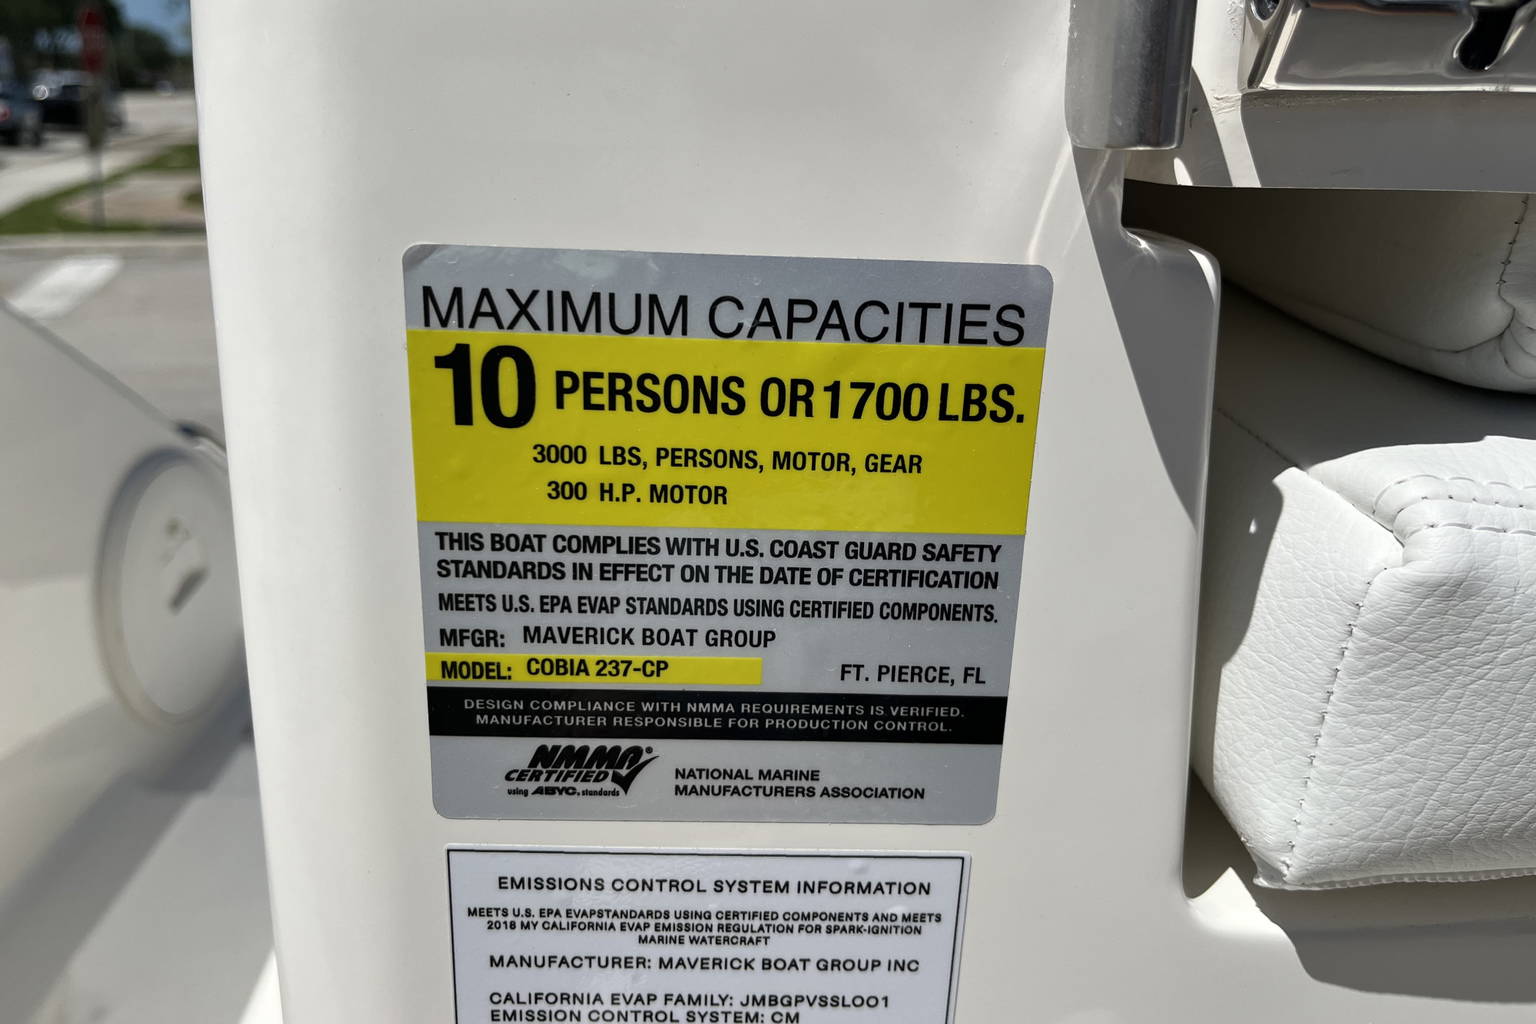 MAXIMUM CAPACITIES
10 PERSONS OR 1700 LBS.
3000 LBS, PERSONS, MOTOR, GEAR
300 H.P. MOTOR
THIS BOAT COMPLIES WITH U.S. COAST GUARD SAFETY
STANDARDS IN EFFECT ON THE DATE OF CERTIFICATION
MEETS U.S. EPA EVAP STANDARDS USING CERTIFIED COMPONENTS.
MFGR: MAVERICK BOAT GROUP
MODEL: COBIA 237-CP FT. PIERCE, FL
DESIGN COMPLIANCE WITH NMMA REQUIREMENTS IS VERIFIED.
MANUFACTURER RESPONSIBLE FOR PRODUCTION CONTROL.
NMMA®
CERTIFIED
using ABYC. standards
NATIONAL MARINE
MANUFACTURERS ASSOCIATION
EMISSIONS CONTROL SYSTEM INFORMATION
MEETS U.S. EPA EVAPSTANDARDS USING CERTIFIED COMPONENTS AND MEETS
2018 MY CALIFORNIA EVAP EMISSION REGULATION FOR SPARK-IGNITION
MARINE WATERCRAFT
MANUFACTURER: MAVERICK BOAT GROUP INC
CALIFORNIA EVAP FAMILY: JMBGPVSSL001
EMISSION CONTROL SYSTEM: CM